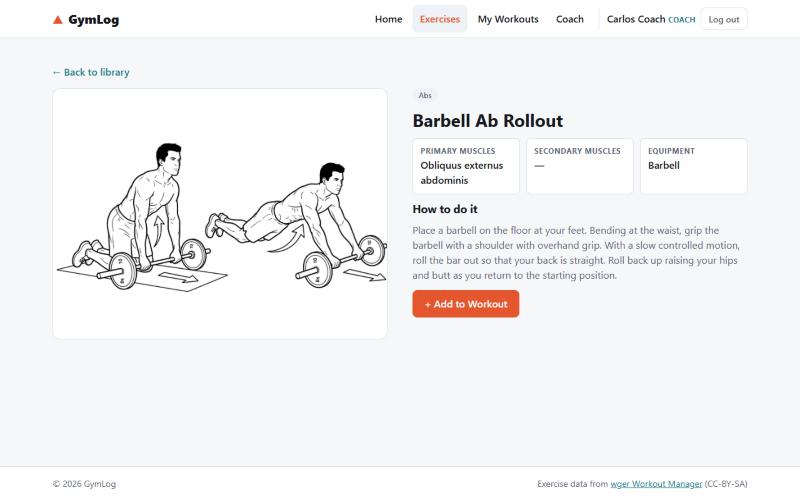 GymLog
Home Exercises My Workouts Coach Carlos Coach COACH Log out
← Back to library
Abs
Barbell Ab Rollout
PRIMARY MUSCLES
Obliquus externus
abdominis
SECONDARY MUSCLES
—
EQUIPMENT
Barbell
How to do it
Place a barbell on the floor at your feet. Bending at the waist, grip the
barbell with a shoulder with overhand grip. With a slow controlled motion,
roll the bar out so that your back is straight. Roll back up raising your hips
and butt as you return to the starting position.
+ Add to Workout
© 2026 GymLog
Exercise data from wger Workout Manager (CC-BY-SA)